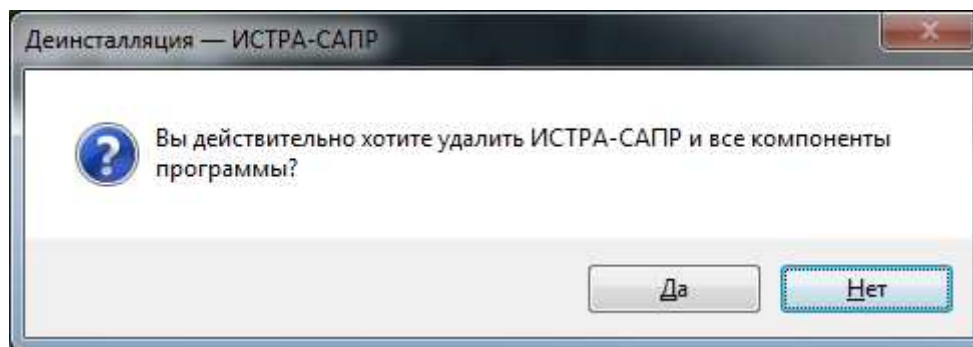 Деинсталляция — ИСТРА-САПР
Вы действительно хотите удалить ИСТРА-САПР и все компоненты
программы?
Да
Нет